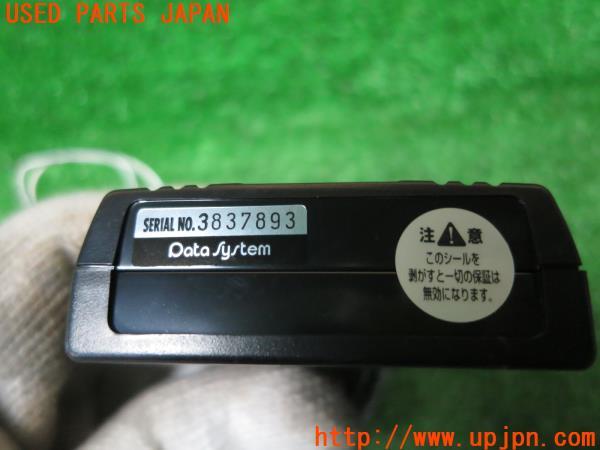 USED PARTS JAPAN
SERIAL NO. 3837893
Data System
注 意
このシールを
剥がすと一切の保証は
無効になります。
http://www.upjpn.com